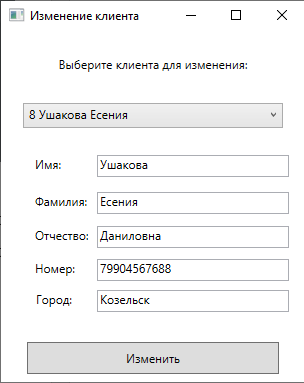 Изменение клиента
Выберите клиента для изменения:
8 Ушакова Есения
Имя: Ушакова
Фамилия: Есения
Отчество: Даниловна
Номер: 79904567688
Город: Козельск
Изменить